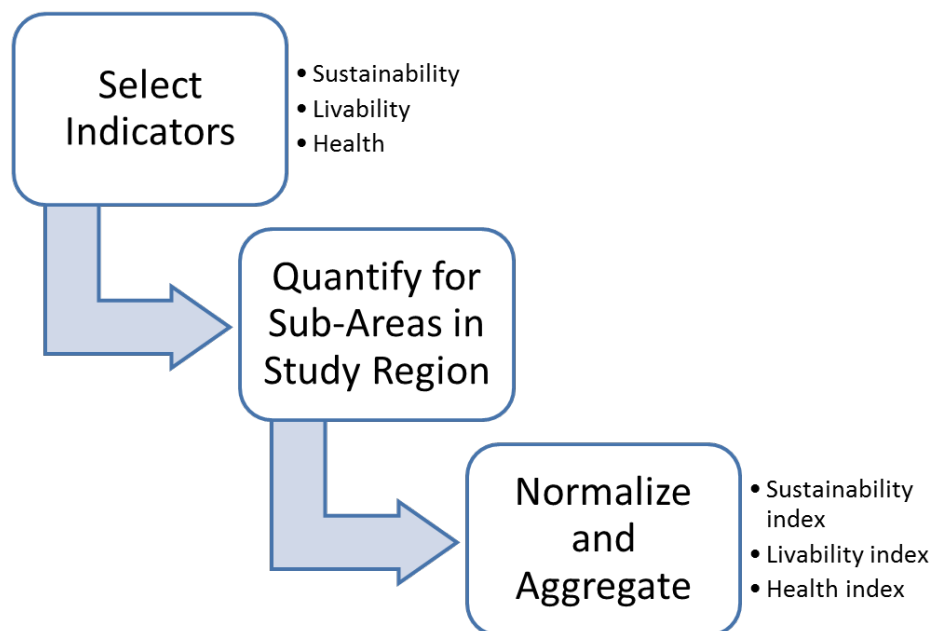 Select
Indicators
• Sustainability
• Livability
• Health
Quantify for
Sub-Areas in
Study Region
Normalize
and
Aggregate
• Sustainability
index
• Livability index
• Health index